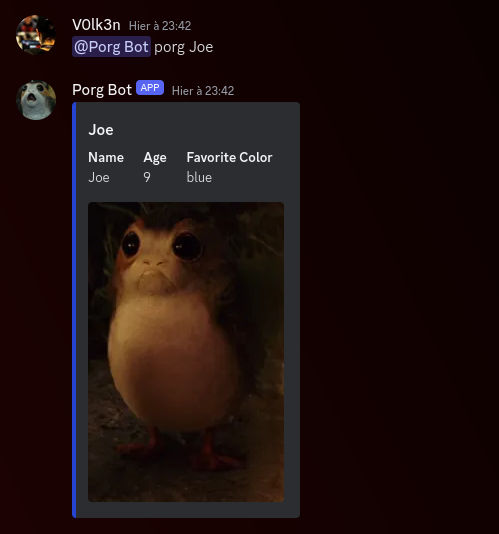 V0lk3n Hier à 23:42
@Porg Bot porg Joe
Porg Bot APP Hier à 23:42
Joe
Name Age Favorite Color
Joe 9 blue